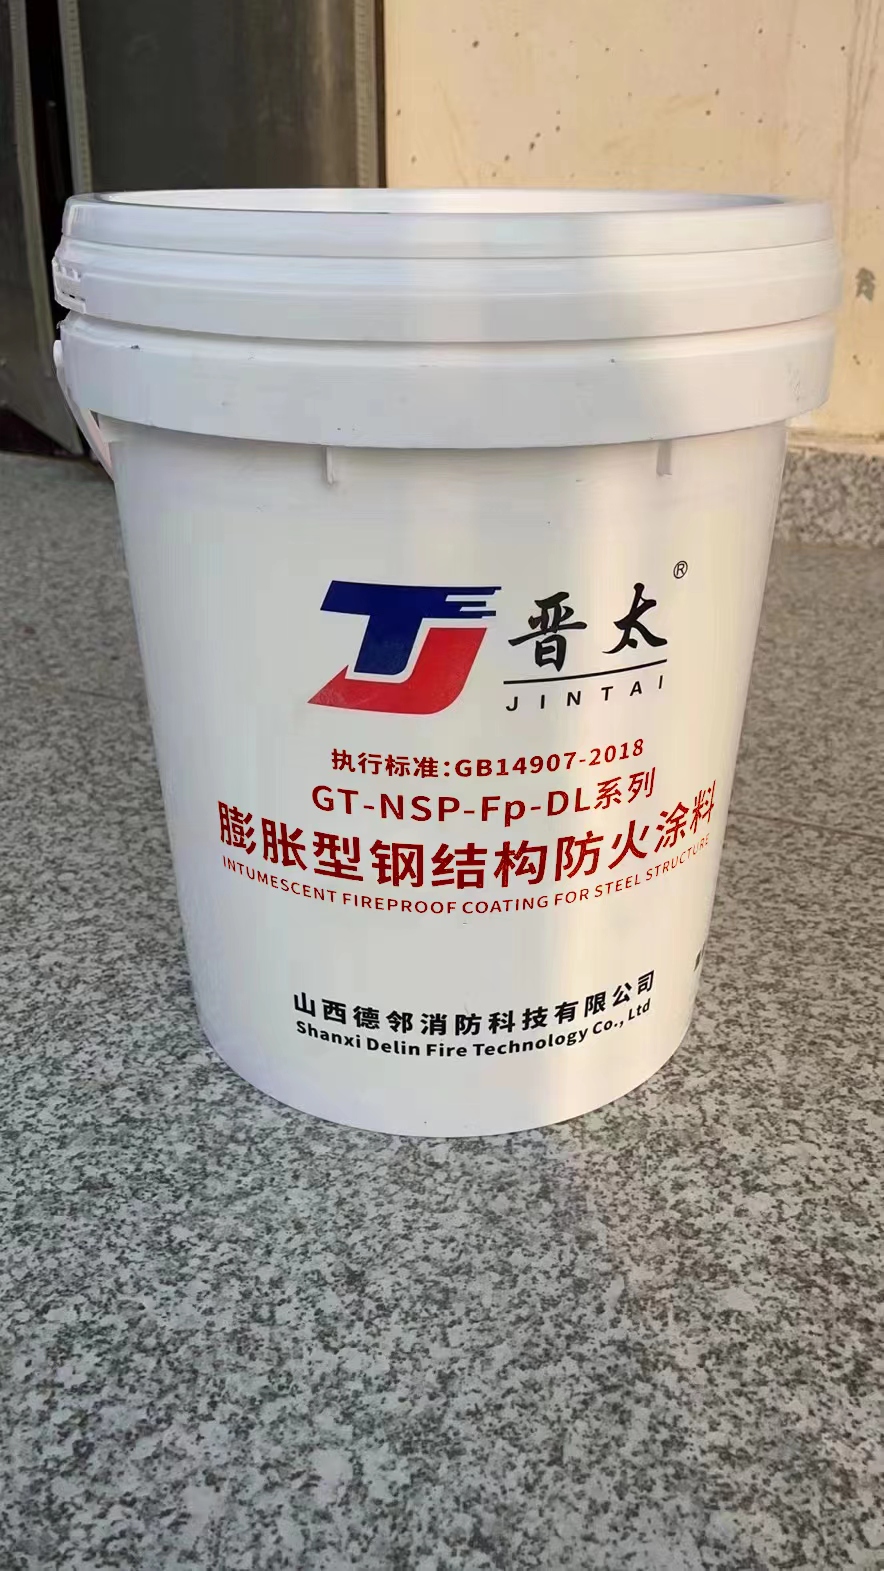 TJ 晋太®
JINTAI
执行标准:GB14907-2018
GT-NSP-Fp-DL系列
膨胀型钢结构防火涂料
INTUMESCENT FIREPROOF COATING FOR STEEL STRUCTURE
山西德邻消防科技有限公司
Shanxi Delin Fire Technology Co., Ltd